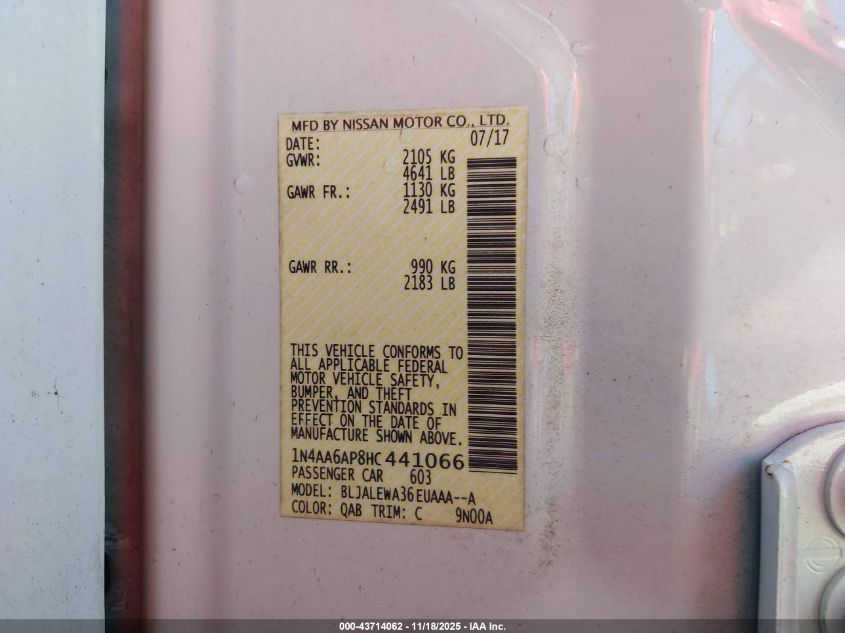 MFD BY NISSAN MOTOR CO., LTD.
DATE: 07/17
GVWR: 2105 KG
4641 LB
GAWR FR.: 1130 KG
2491 LB
GAWR RR.: 990 KG
2183 LB
THIS VEHICLE CONFORMS TO
ALL APPLICABLE FEDERAL
MOTOR VEHICLE SAFETY,
BUMPER, AND THEFT
PREVENTION STANDARDS IN
EFFECT ON THE DATE OF
MANUFACTURE SHOWN ABOVE.
1N4AA6AP8HC441066
PASSENGER CAR 603
MODEL: BLJALEWA36EUAAA--A
COLOR: QAB TRIM: C 9N00A
000-43714062 - 11/18/2025 - IAA Inc.